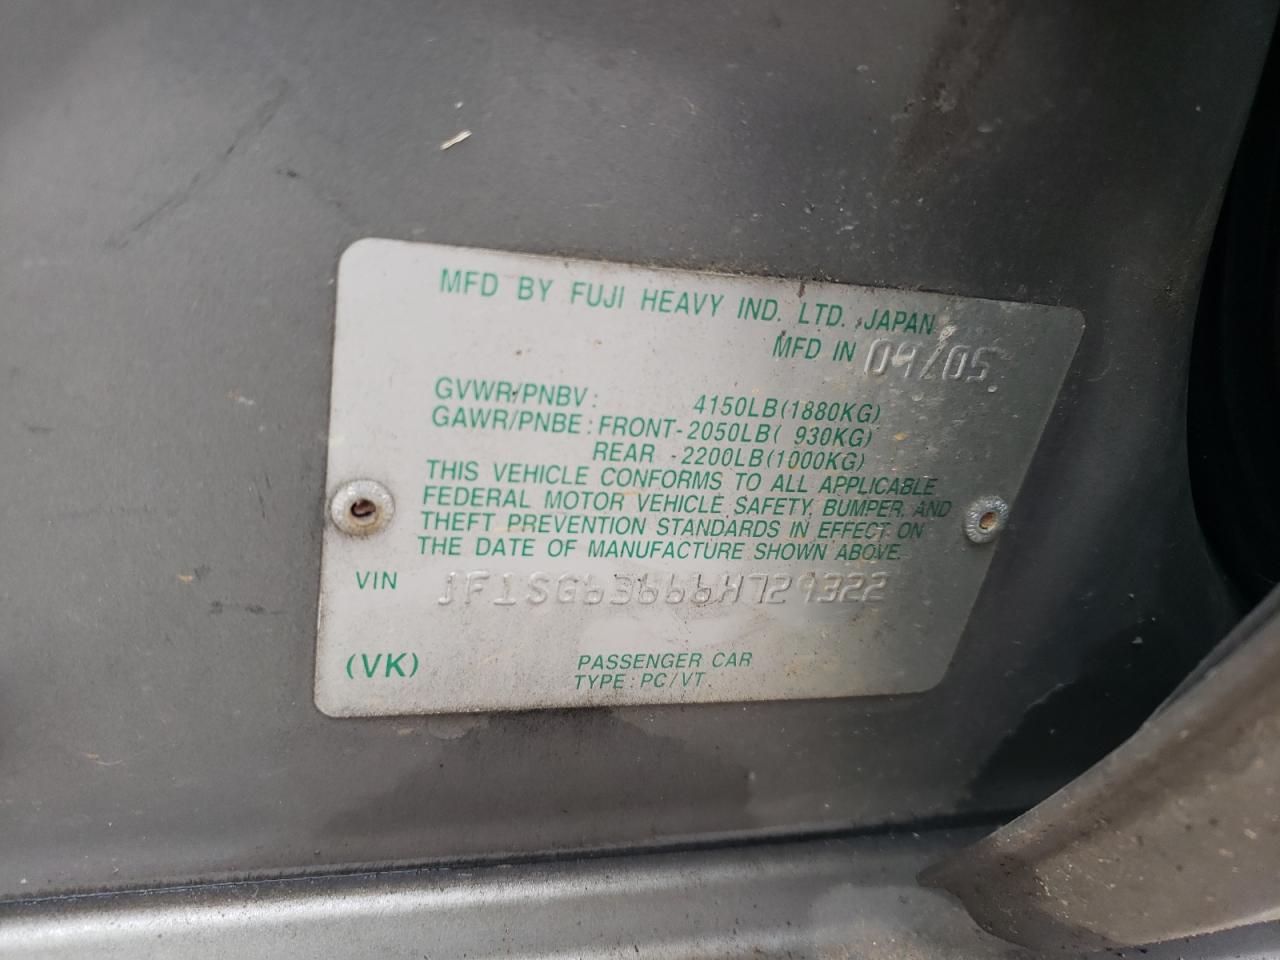 MFD BY FUJI HEAVY IND. LTD. JAPAN
MFD IN 09/05
GVWR/PNBV: 4150LB(1880KG)
GAWR/PNBE: FRONT-2050LB( 930KG)
REAR -2200LB(1000KG)
THIS VEHICLE CONFORMS TO ALL APPLICABLE
FEDERAL MOTOR VEHICLE SAFETY, BUMPER, AND
THEFT PREVENTION STANDARDS IN EFFECT ON
THE DATE OF MANUFACTURE SHOWN ABOVE.
VIN JF1SG63666H729322
(VK) PASSENGER CAR
TYPE: PC/VT